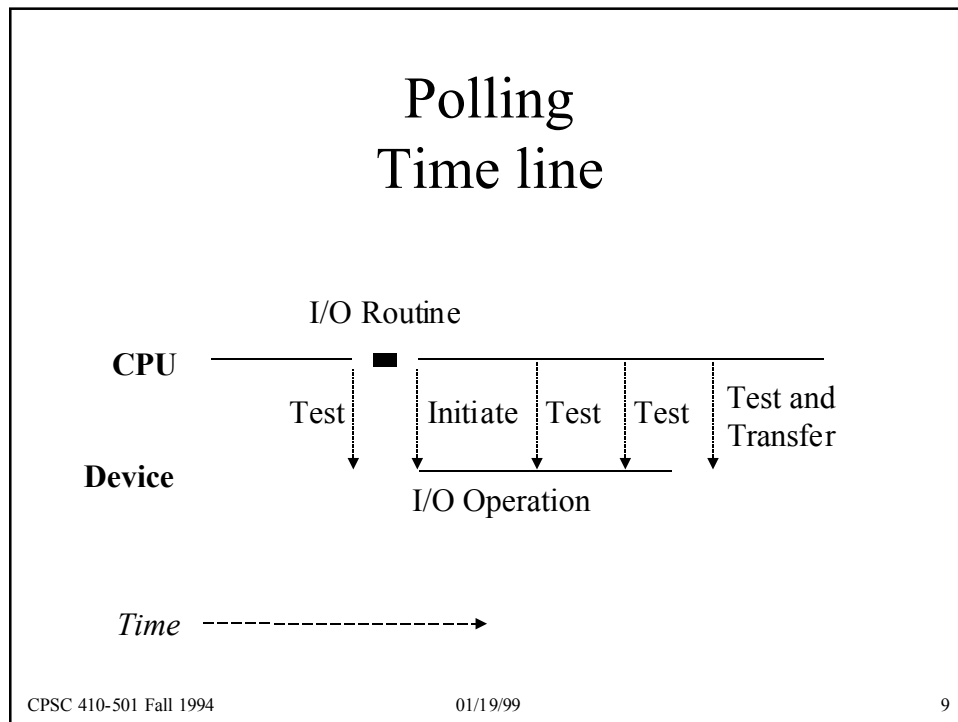 Polling
Time line
I/O Routine
CPU
Test
Initiate
Test
Test
Test and
Transfer
Device
I/O Operation
Time
CPSC 410-501 Fall 1994
01/19/99
9